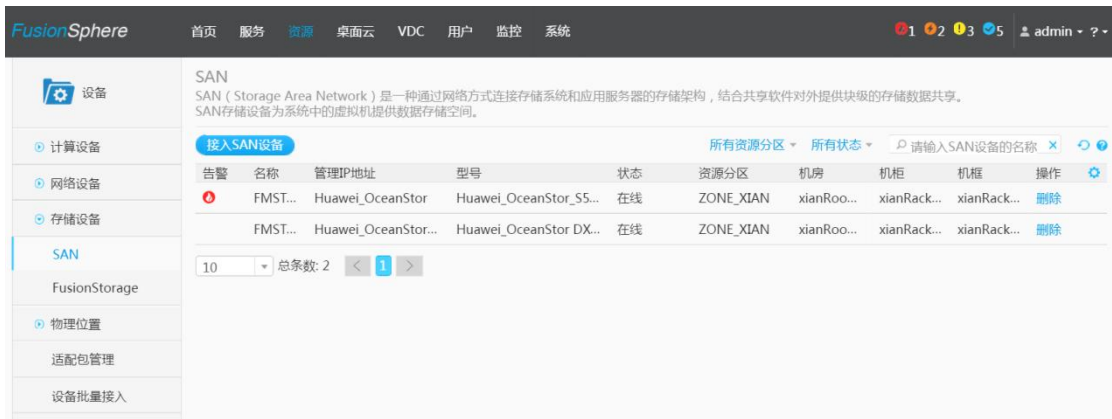 FusionSphere 首页 服务 资源 桌面云 VDC 用户 监控 系统 1 2 3 5 admin ?
设备
SAN
SAN ( Storage Area Network ) 是一种通过网络方式连接存储系统和应用服务器的存储架构 , 结合共享软件对外提供块级的存储数据共享。
SAN存储设备为系统中的虚拟机提供数据存储空间。
计算设备
网络设备
存储设备
SAN
FusionStorage
物理位置
适配包管理
设备批量接入
接入SAN设备 所有资源分区 所有状态 请输入SAN设备的名称 ×
告警 名称 管理IP地址 型号 状态 资源分区 机房 机柜 机框 操作
FMST... Huawei_OceanStor Huawei_OceanStor_S5... 在线 ZONE_XIAN xianRoo... xianRack... xianRack... 删除
FMST... Huawei_OceanStor... Huawei_OceanStor DX... 在线 ZONE_XIAN xianRoo... xianRack... xianRack... 删除
10 总条数: 2 < 1 >